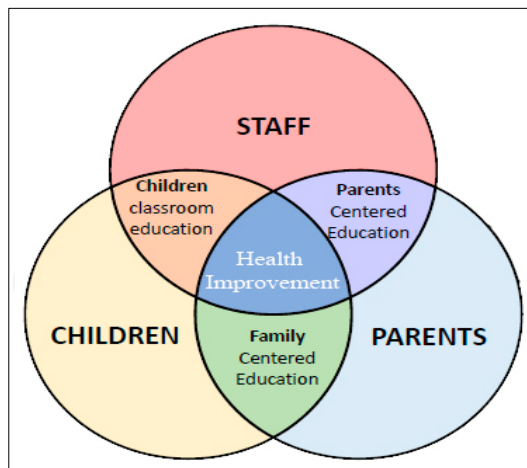 STAFF
Children
classroom
education
Parents
Centered
Education
Health
Improvement
CHILDREN
Family
Centered
Education
PARENTS